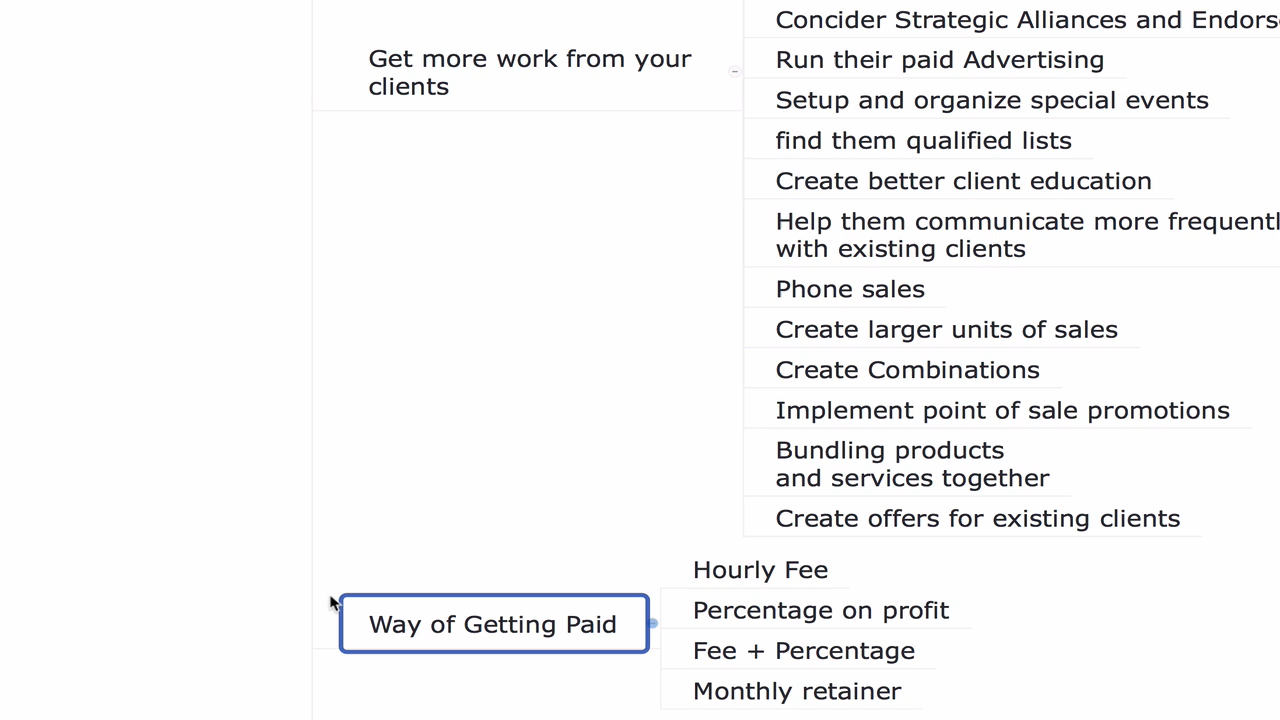 Concider Strategic Alliances and
Get more work from your
clients
Run their paid Advertising
Setup and organize special events
find them qualified lists
Create better client education
Help them communicate more
with existing clients
Phone sales
Create larger units of sales
Create Combinations
Implement point of sale promotions
Bundling products
and services together
Create offers for existing clients
Hourly Fee
Way of Getting Paid
Percentage on profit
Fee + Percentage
Monthly retainer